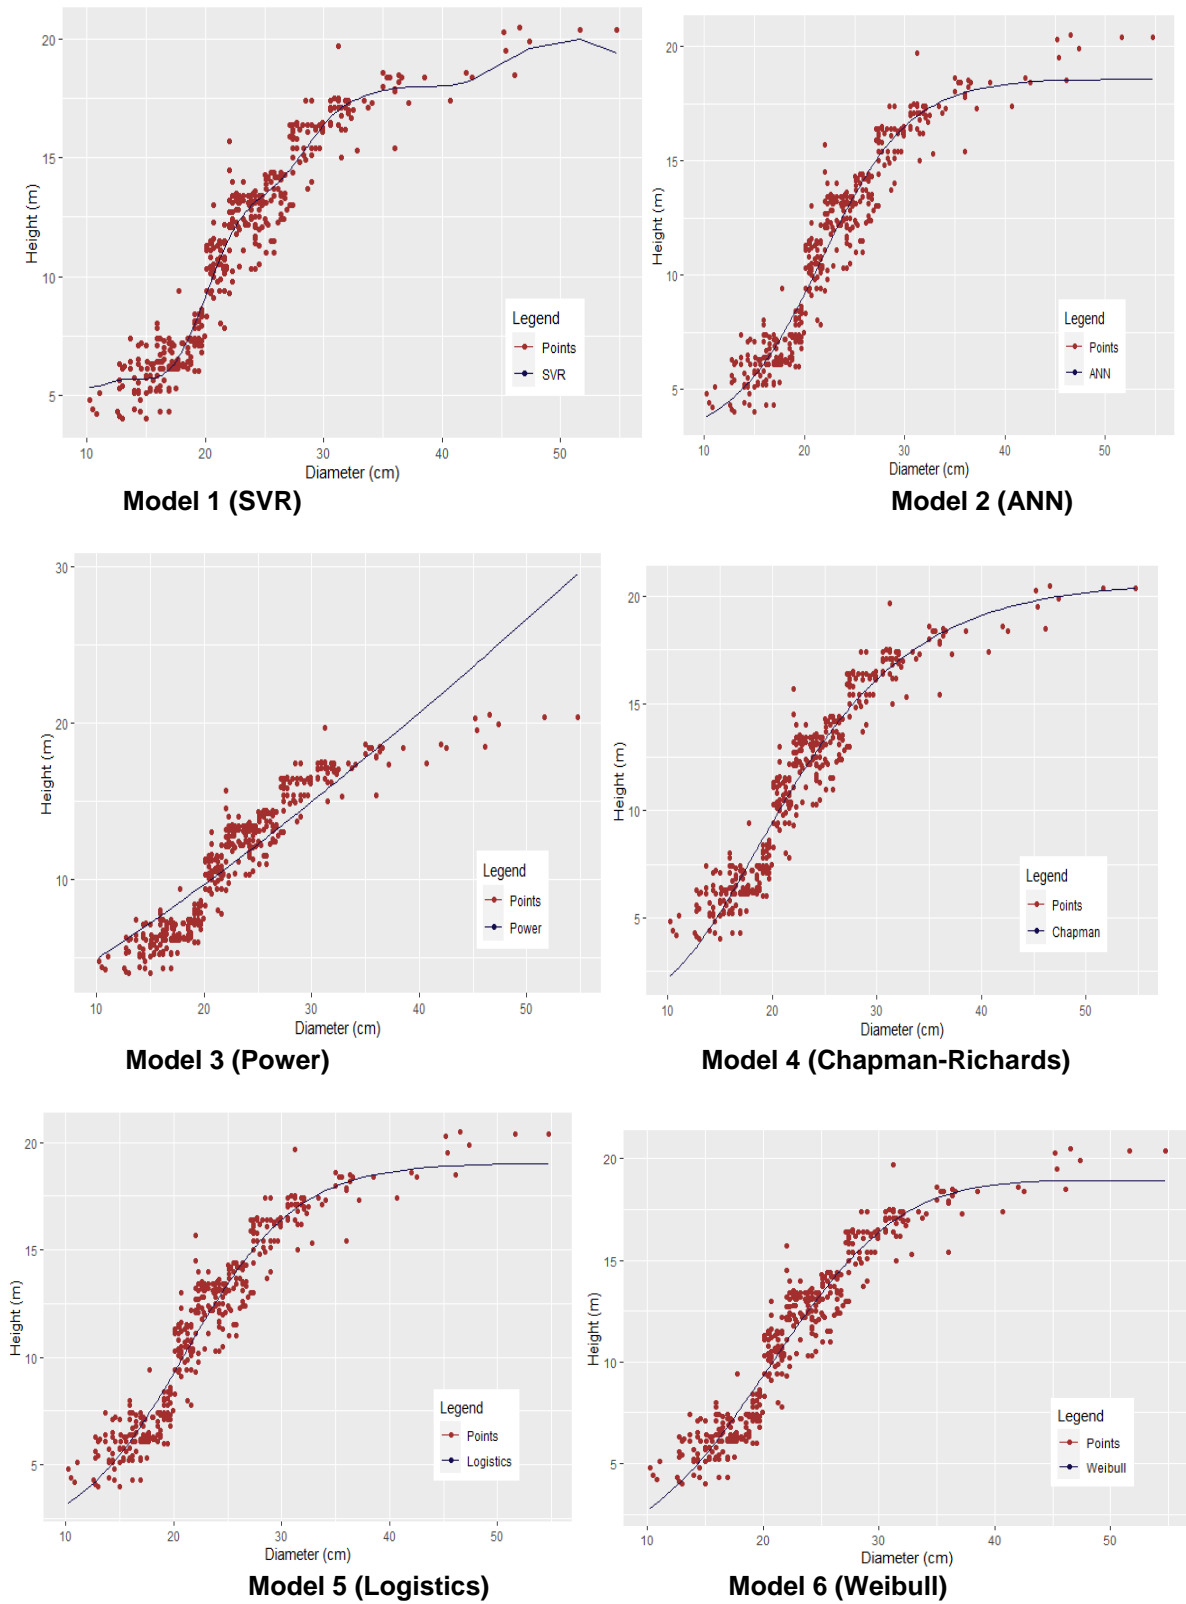 Height (m)
20
15
10
5
10 20 30 40 50
Diameter (cm)
Legend
Points
SVR
Model 1 (SVR)
Height (m)
20
15
10
5
10 20 30 40 50
Diameter (cm)
Legend
Points
ANN
Model 2 (ANN)
Height (m)
30
20
10
10 20 30 40 50
Diameter (cm)
Legend
Points
Power
Model 3 (Power)
Height (m)
20
15
10
5
10 20 30 40 50
Diameter (cm)
Legend
Points
Chapman
Model 4 (Chapman-Richards)
Height (m)
20
15
10
5
10 20 30 40 50
Diameter (cm)
Legend
Points
Logistics
Model 5 (Logistics)
Height (m)
20
15
10
5
10 20 30 40 50
Diameter (cm)
Legend
Points
Weibull
Model 6 (Weibull)